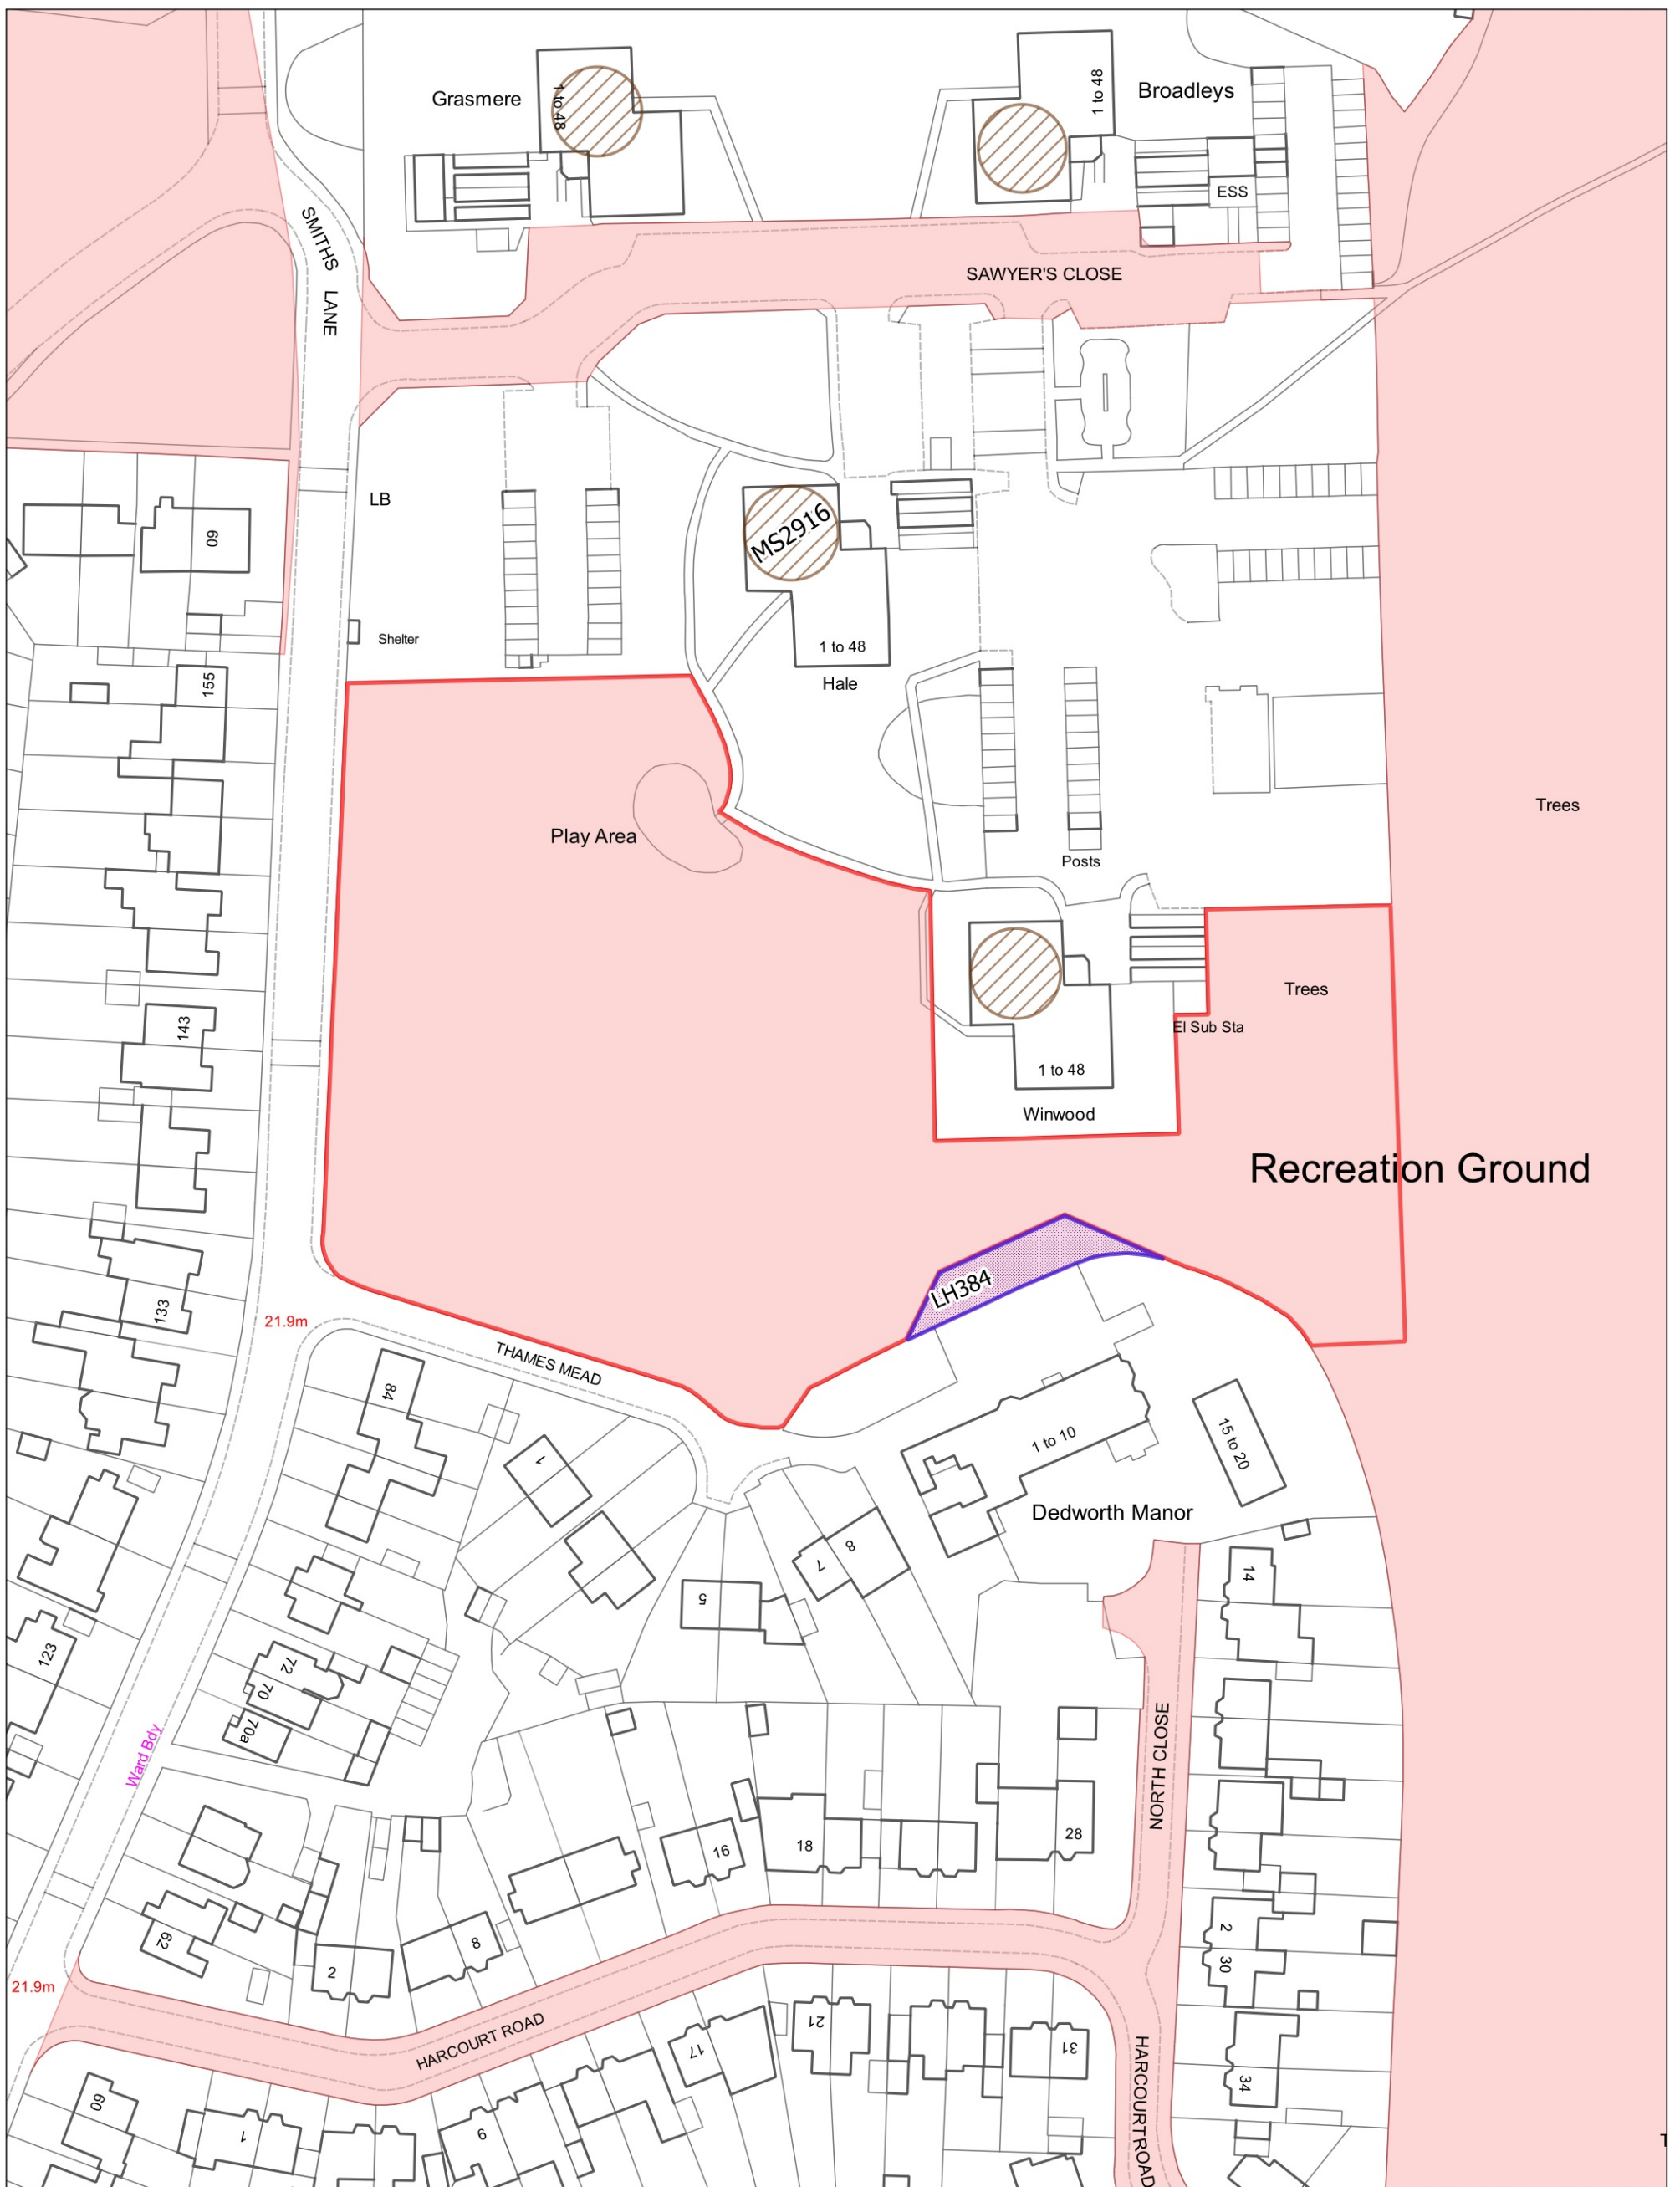 Grasmere
1 to 48
1 to 48
Broadleys
ESS
SMITHS LANE
SAWYER'S CLOSE
LB
MS2916
60
Shelter
1 to 48
Hale
155
Play Area
Trees
Posts
Trees
143
El Sub Sta
1 to 48
Winwood
Recreation Ground
LH384
133
21.9m
THAMES MEAD
84
1
1 to 10
15 to 20
Dedworth Manor
8
7
5
14
123
72
70
70a
Ward Bdy
NORTH CLOSE
16
18
28
62
2
8
2
30
21.9m
HARCOURT ROAD
21
17
31
34
HARCOURT ROAD
60
1
9